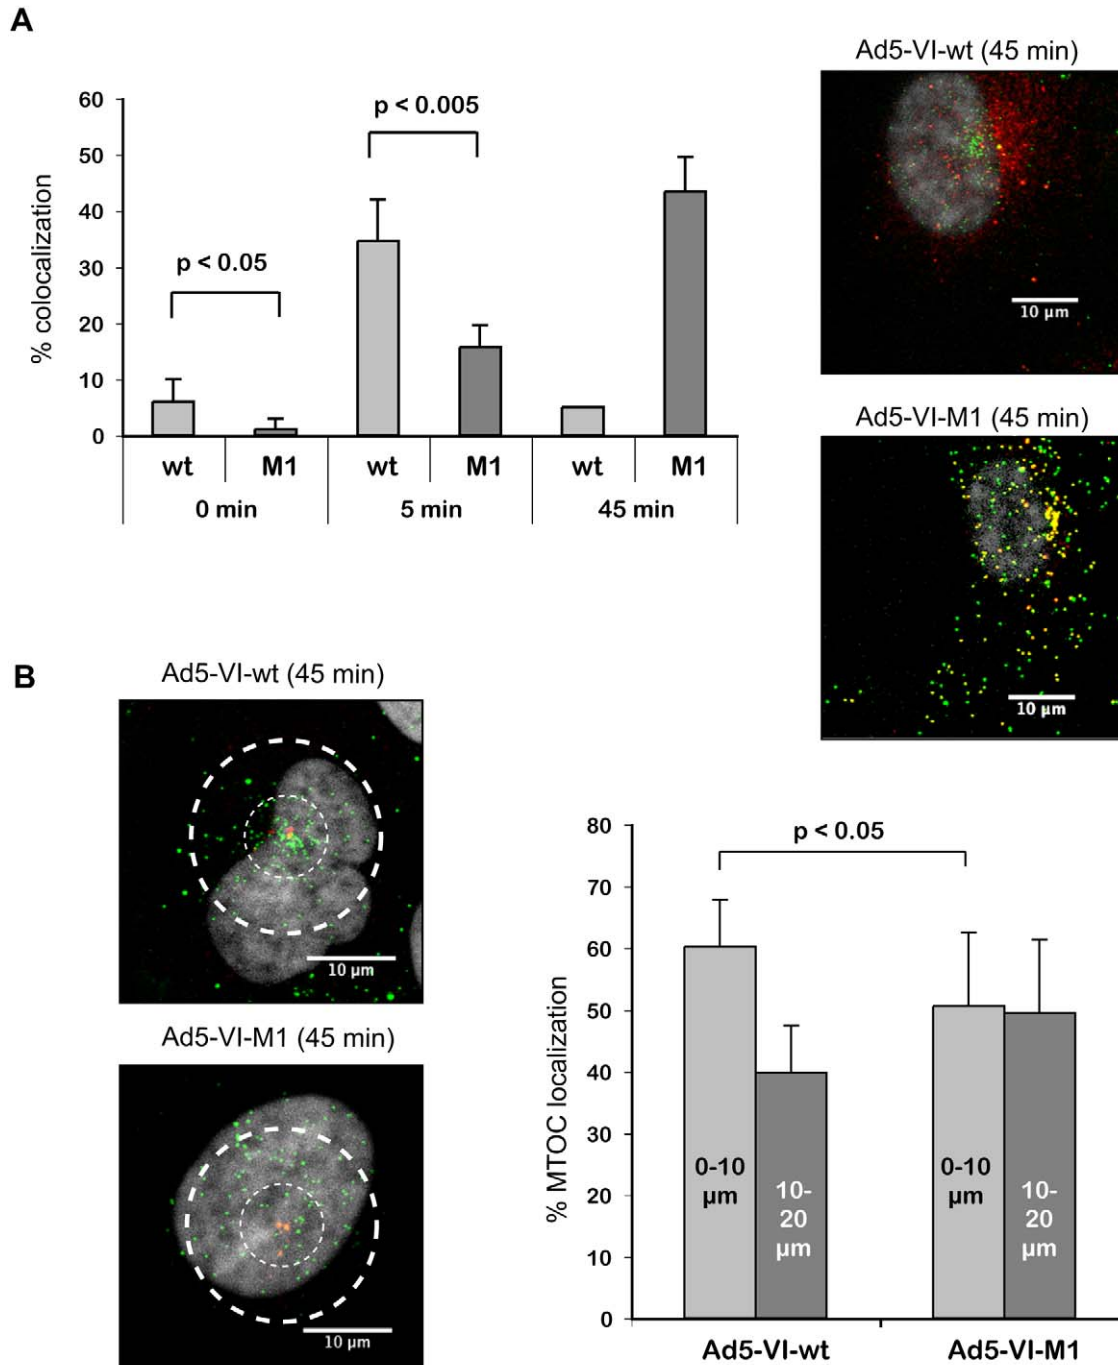 A
Ad5-VI-wt (45 min)
60
50
40
30
20
10
0
% colocalization
p < 0.05
p < 0.005
wt M1 wt M1 wt M1
0 min 5 min 45 min
10 µm
Ad5-VI-M1 (45 min)
10 µm
B
Ad5-VI-wt (45 min)
10 µm
Ad5-VI-M1 (45 min)
10 µm
80
70
60
50
40
30
20
10
0
% MTOC localization
p < 0.05
0-10
µm
10-
20
µm
0-10
µm
10-
20
µm
Ad5-VI-wt Ad5-VI-M1